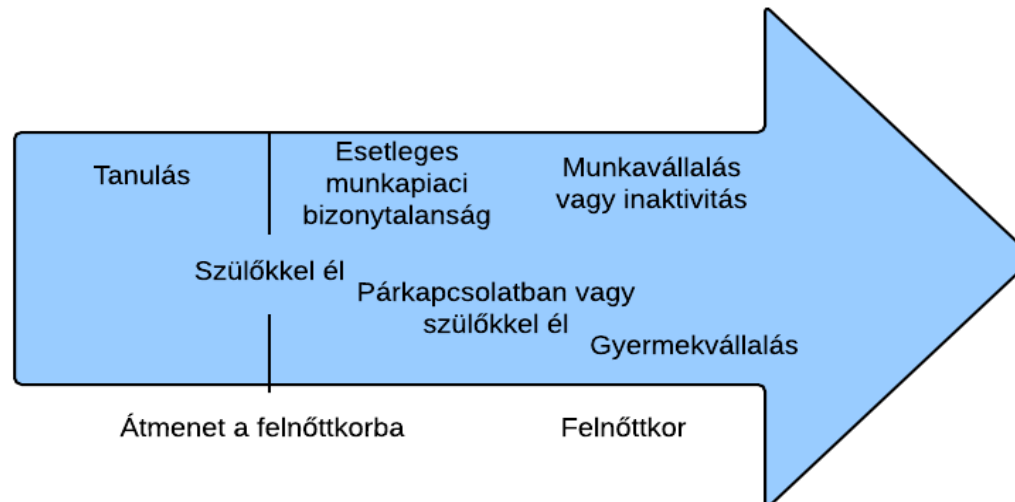 Tanulás
Esetleges
munkapiaci
bizonytalanság
Munkavállalás
vagy inaktivitás
Szülőkkel él
Párkapcsolatban vagy
szülőkkel él
Gyermekvállalás
Átmenet a felnőttkorba
Felnőttkor